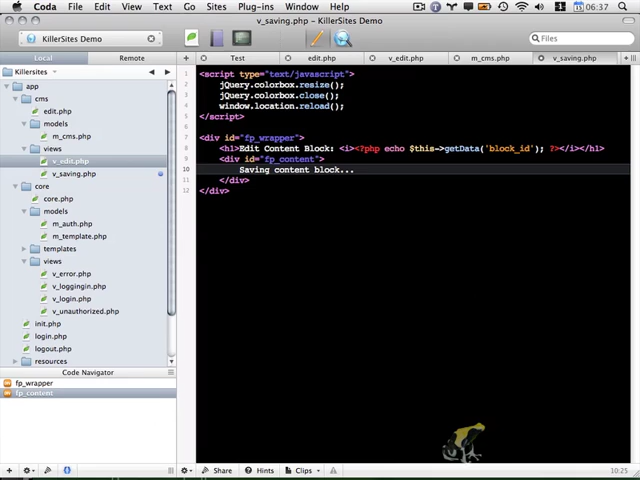 Coda File Edit View Text Go Sites Plug-ins Window Help 06:37
v_saving.php — KillerSites Demo
KillerSites Demo
Files
Local Remote
Test edit.php v_edit.php m_cms.php v_saving.php
Killersites
app
cms
edit.php
models
m_cms.php
views
v_edit.php
v_saving.php
core
core.php
models
m_auth.php
m_template.php
templates
views
v_error.php
v_loggingin.php
v_login.php
v_unauthorized.php
init.php
login.php
logout.php
resources
Code Navigator
fp_wrapper
fp_content
1 <script type="text/javascript">
2 jQuery.colorbox.resize();
3 jQuery.colorbox.close();
4 window.location.reload();
5 </script>
6
7 <div id="fp_wrapper">
8 <h1>Edit Content Block: <i><?php echo $this->getData('block_id'); ?></i></h1>
9 <div id="fp_content">
10 Saving content block...
11 </div>
12 </div>
Share Hints Clips
10:25